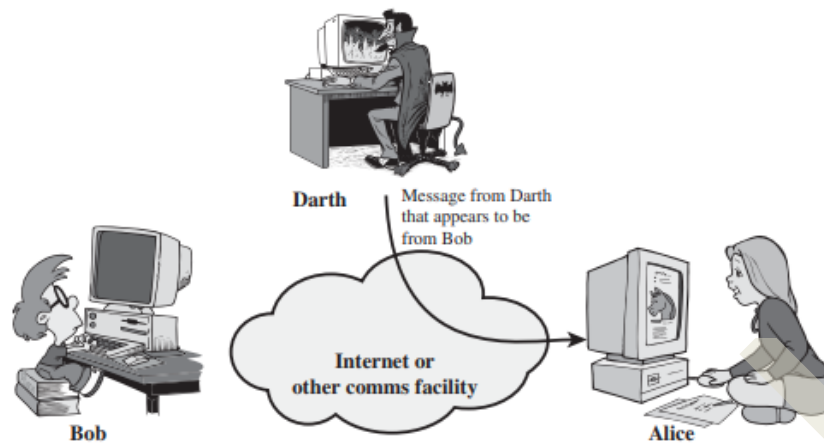 Darth
Message from Darth
that appears to be
from Bob
Internet or
other comms facility
Bob
Alice